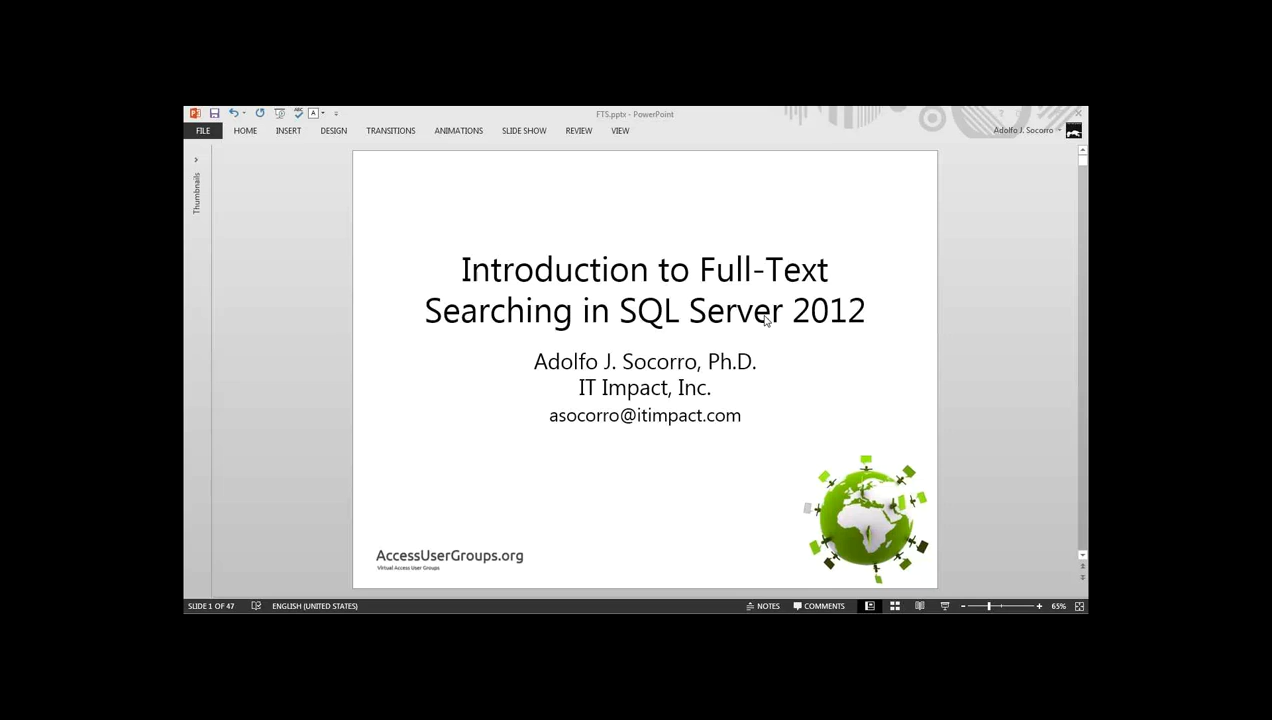 FTS.pptx - PowerPoint
FILE HOME INSERT DESIGN TRANSITIONS ANIMATIONS SLIDE SHOW REVIEW VIEW
Adolfo J. Socorro
Thumbnails
Introduction to Full-Text
Searching in SQL Server 2012
Adolfo J. Socorro, Ph.D.
IT Impact, Inc.
asocorro@itimpact.com
AccessUserGroups.org
Virtual Access User Groups
SLIDE 1 OF 47 ENGLISH (UNITED STATES) NOTES COMMENTS 65%